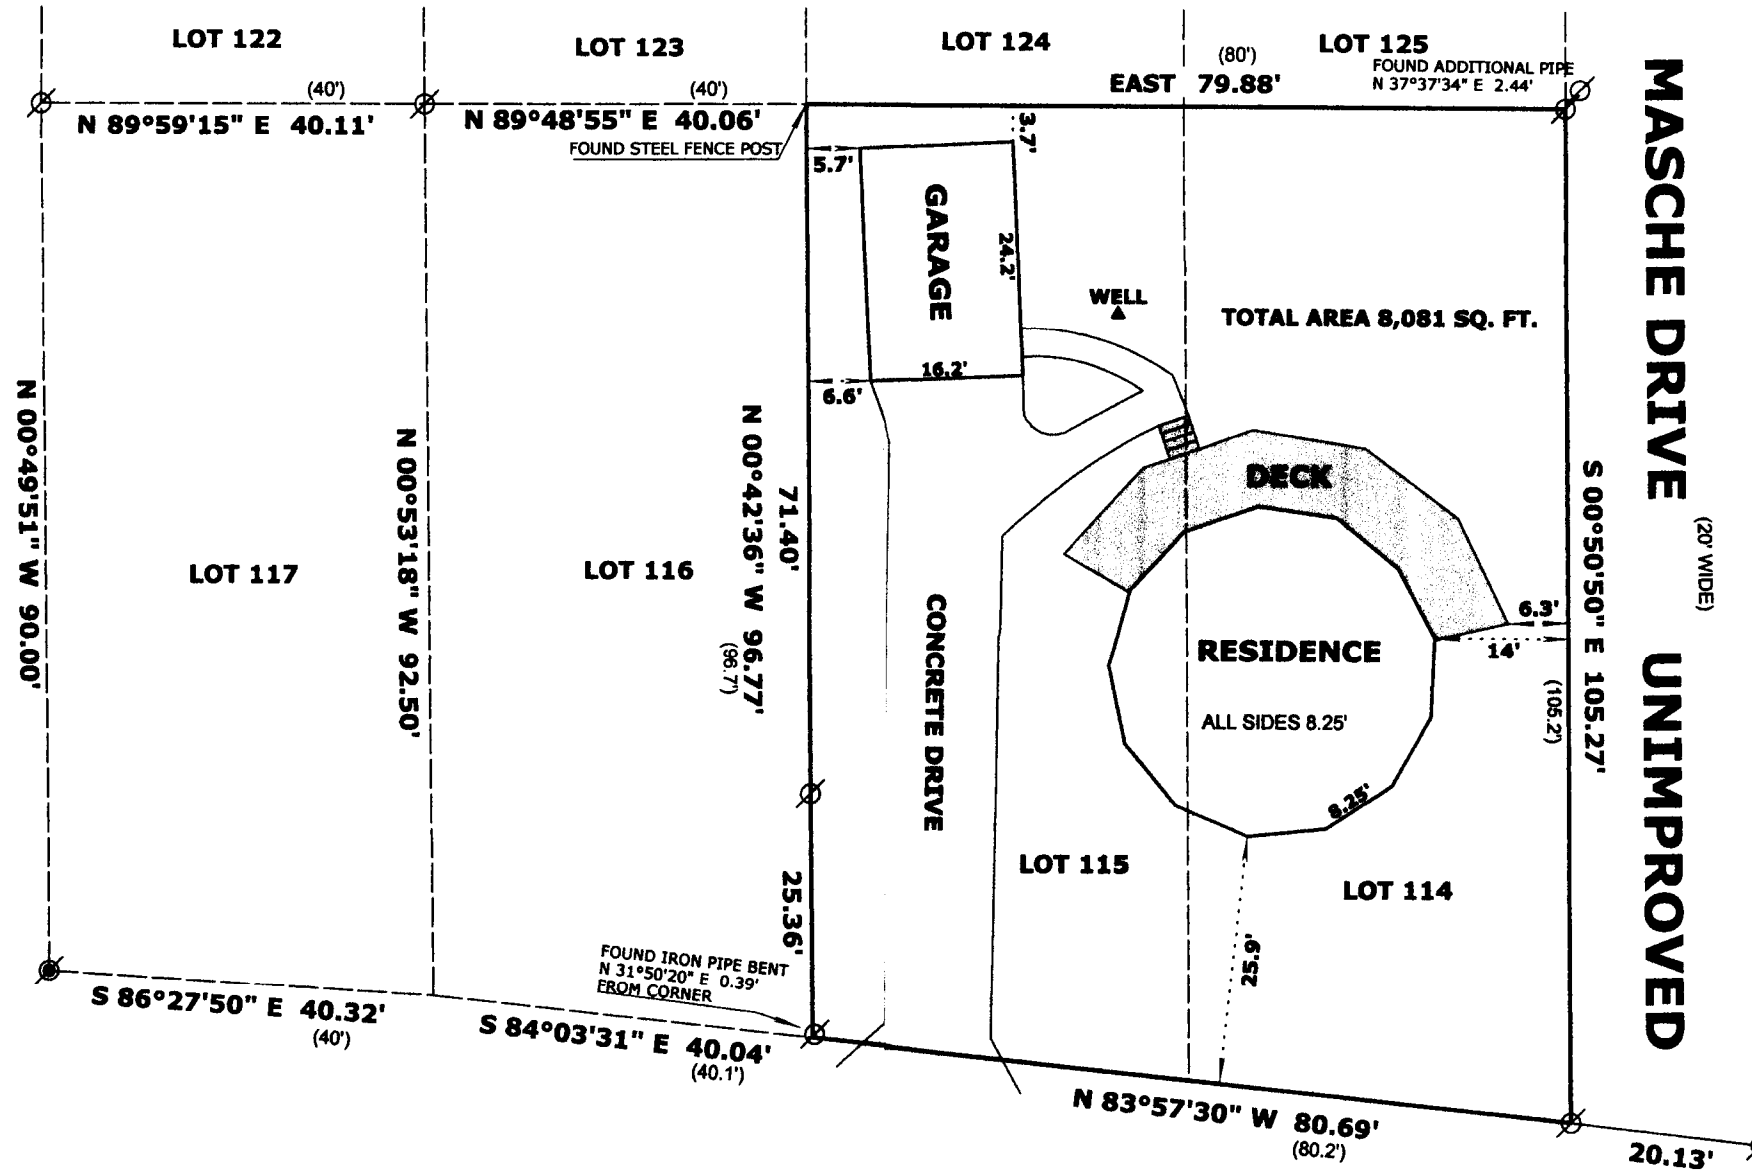 LOT 122
LOT 123
LOT 124
LOT 125
(80')
EAST 79.88'
FOUND ADDITIONAL PIPE
N 37°37'34" E 2.44'
(40')
N 89°59'15" E 40.11'
(40')
N 89°48'55" E 40.06'
FOUND STEEL FENCE POST
5.7'
3.7'
GARAGE
24.2'
16.2'
6.6'
WELL
TOTAL AREA 8,081 SQ. FT.
MASCHE DRIVE
(20' WIDE)
UNIMPROVED
N 00°49'51" W 90.00'
LOT 117
N 00°53'18" W 92.50'
LOT 116
N 00°42'36" W 96.77'
(96.7')
71.40'
25.36'
CONCRETE DRIVE
DECK
RESIDENCE
ALL SIDES 8.25'
8.25'
6.3'
14'
S 00°50'50" E 105.27'
(105.2')
LOT 115
LOT 114
25.9'
FOUND IRON PIPE BENT
N 31°50'20" E 0.39'
FROM CORNER
S 86°27'50" E 40.32'
(40')
S 84°03'31" E 40.04'
(40.1')
N 83°57'30" W 80.69'
(80.2')
20.13'